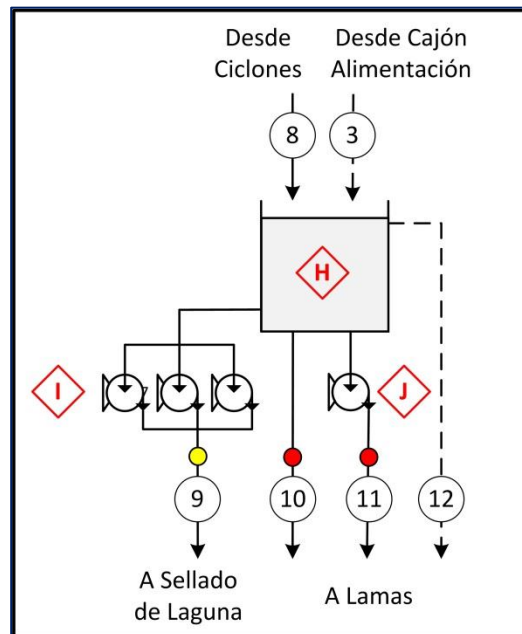 Desde
Ciclones
Desde Cajón
Alimentación
8
3
H
I
J
9
10
11
12
A Sellado
de Laguna
A Lamas